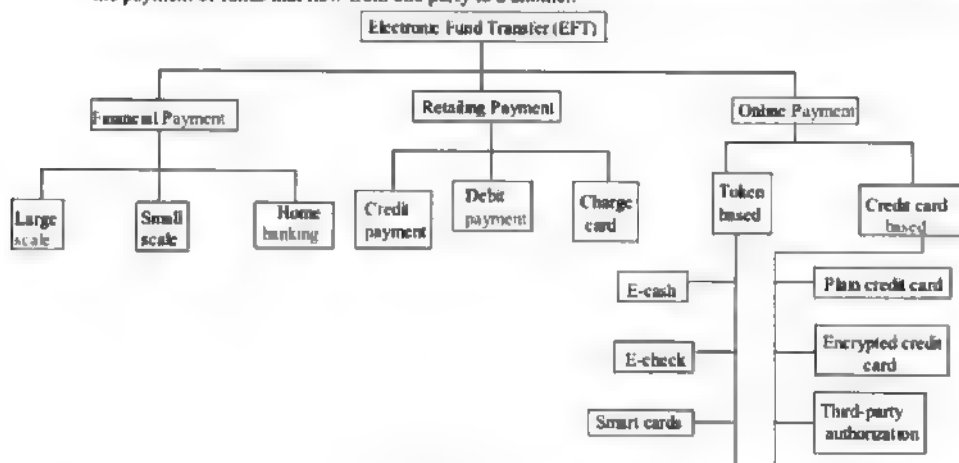 the payment of funds that flow from one party to a another.
Electronic Fund Transfer (EFT)
Financial Payment
Retailing Payment
Online Payment
Large
scale
Small
scale
Home
banking
Credit
payment
Debit
payment
Charge
card
Token
based
Credit card
based
E-cash
E-check
Smart cards
Plain credit card
Encrypted credit
card
Third-party
authorization